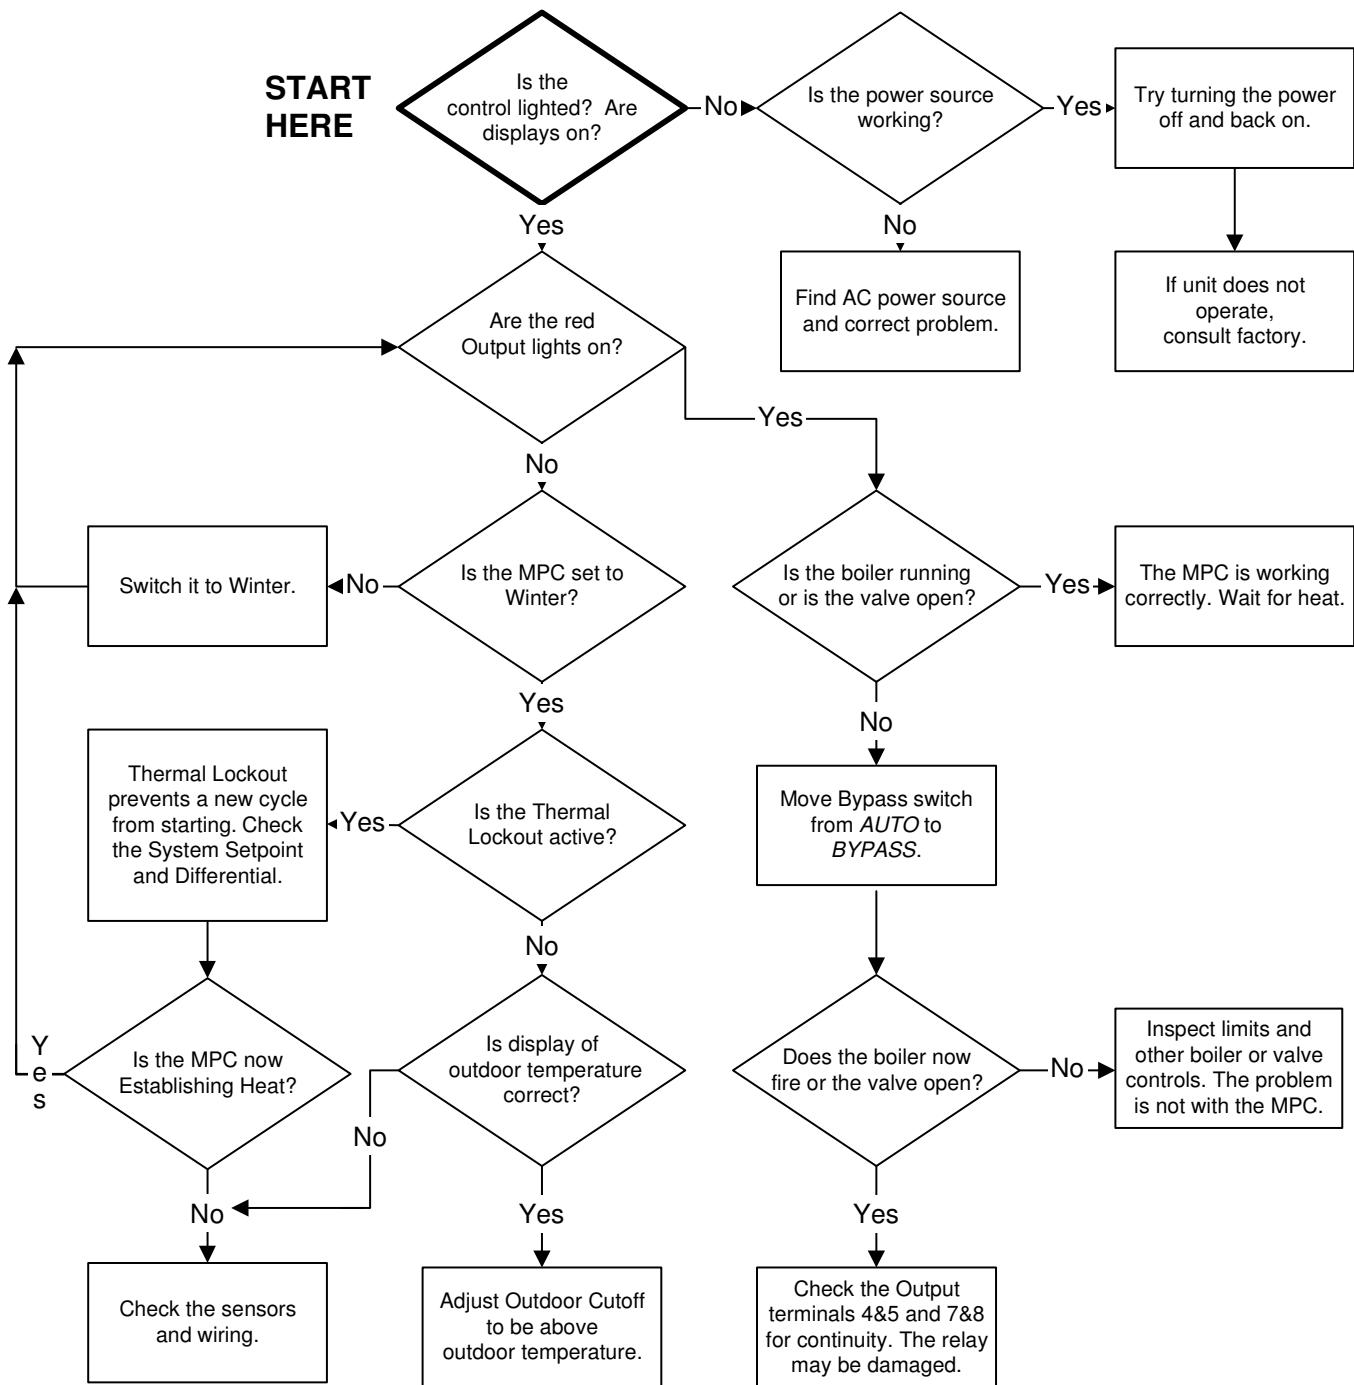 START
HERE
Is the
control lighted? Are
displays on?
No
Is the power source
working?
Yes
Try turning the power
off and back on.
Yes
No
If unit does not
operate,
consult factory.
Find AC power source
and correct problem.
Are the red
Output lights on?
Yes
No
Switch it to Winter.
No
Is the MPC set to
Winter?
Is the boiler running
or is the valve open?
Yes
The MPC is working
correctly. Wait for heat.
Yes
No
Thermal Lockout
prevents a new cycle
from starting. Check
the System Setpoint
and Differential.
Yes
Is the Thermal
Lockout active?
Move Bypass switch
from AUTO to
BYPASS.
No
Y
e
s
Is the MPC now
Establishing Heat?
Is display of
outdoor temperature
correct?
No
Does the boiler now
fire or the valve open?
No
Inspect limits and
other boiler or valve
controls. The problem
is not with the MPC.
No
Yes
Yes
Check the sensors
and wiring.
Adjust Outdoor Cutoff
to be above
outdoor temperature.
Check the Output
terminals 4&5 and 7&8
for continuity. The relay
may be damaged.